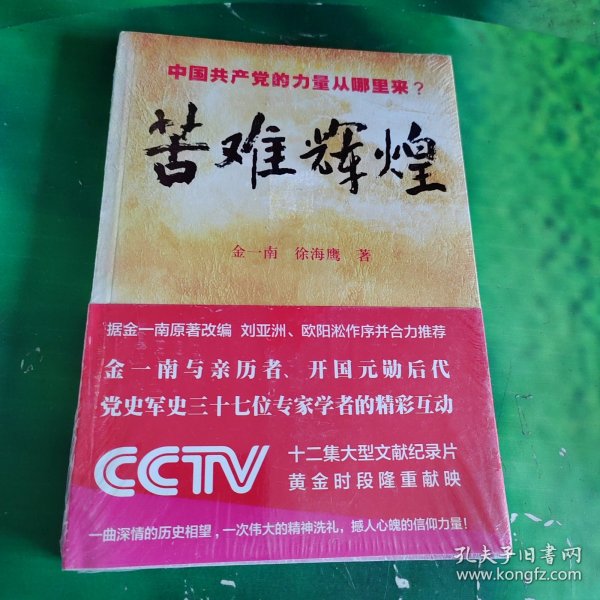 中国共产党的力量从哪里来？
苦难辉煌
金一南 徐海鹰 著
据金一南原著改编 刘亚洲、欧阳淞作序并合力推荐
金一南与亲历者、开国元勋后代
党史军史三十七位专家学者的精彩互动
CCTV
十二集大型文献纪录片
黄金时段隆重献映
一曲深情的历史相望，一次伟大的精神洗礼，撼人心魄的信仰力量！
孔夫子旧书网
www.kongfz.com